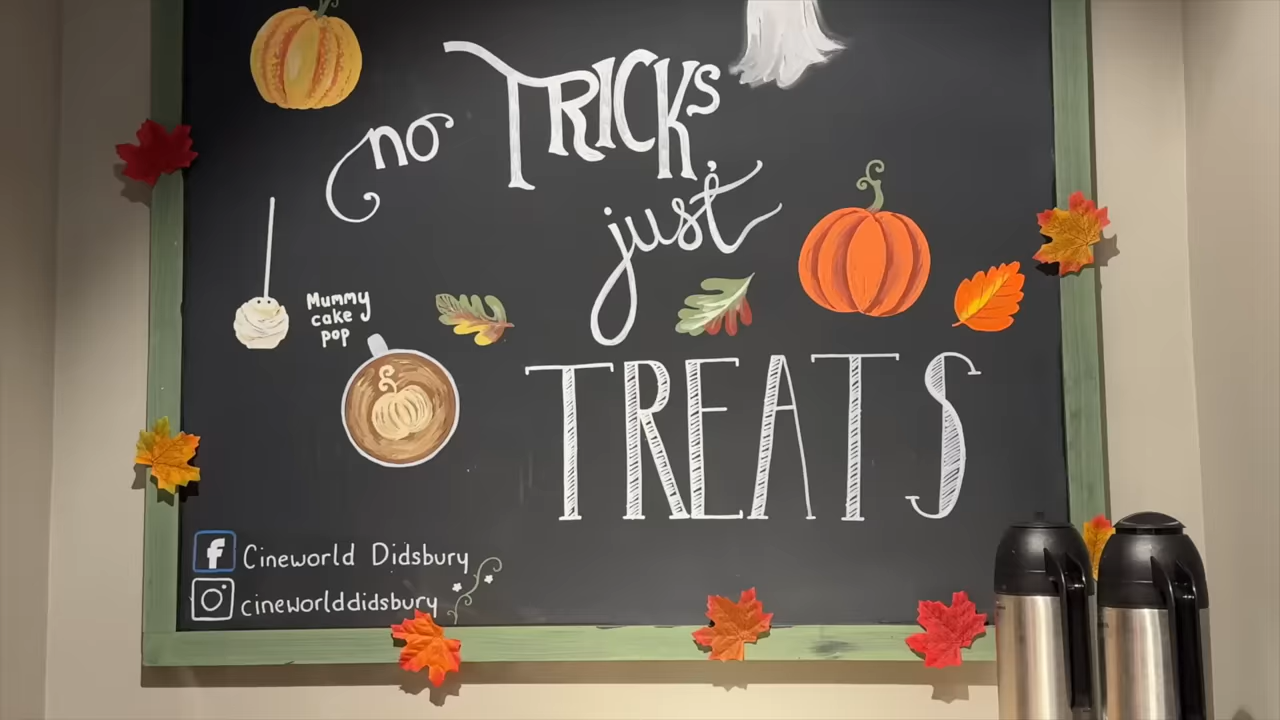 no TRICKS,
just
TREATS
Mummy
cake
pop
Cineworld Didsbury
cineworlddidsbury